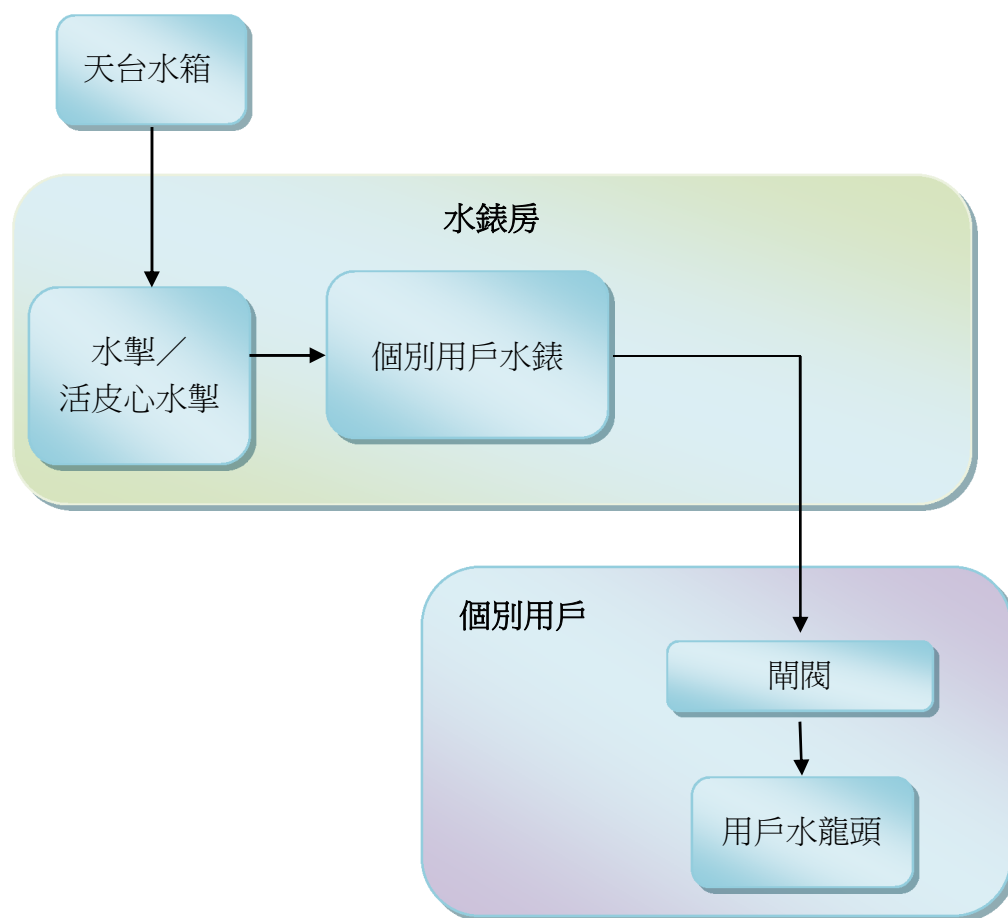 天台水箱
水錶房
水掣／
活皮心水掣
個別用戶水錶
個別用戶
閘閥
用戶水龍頭